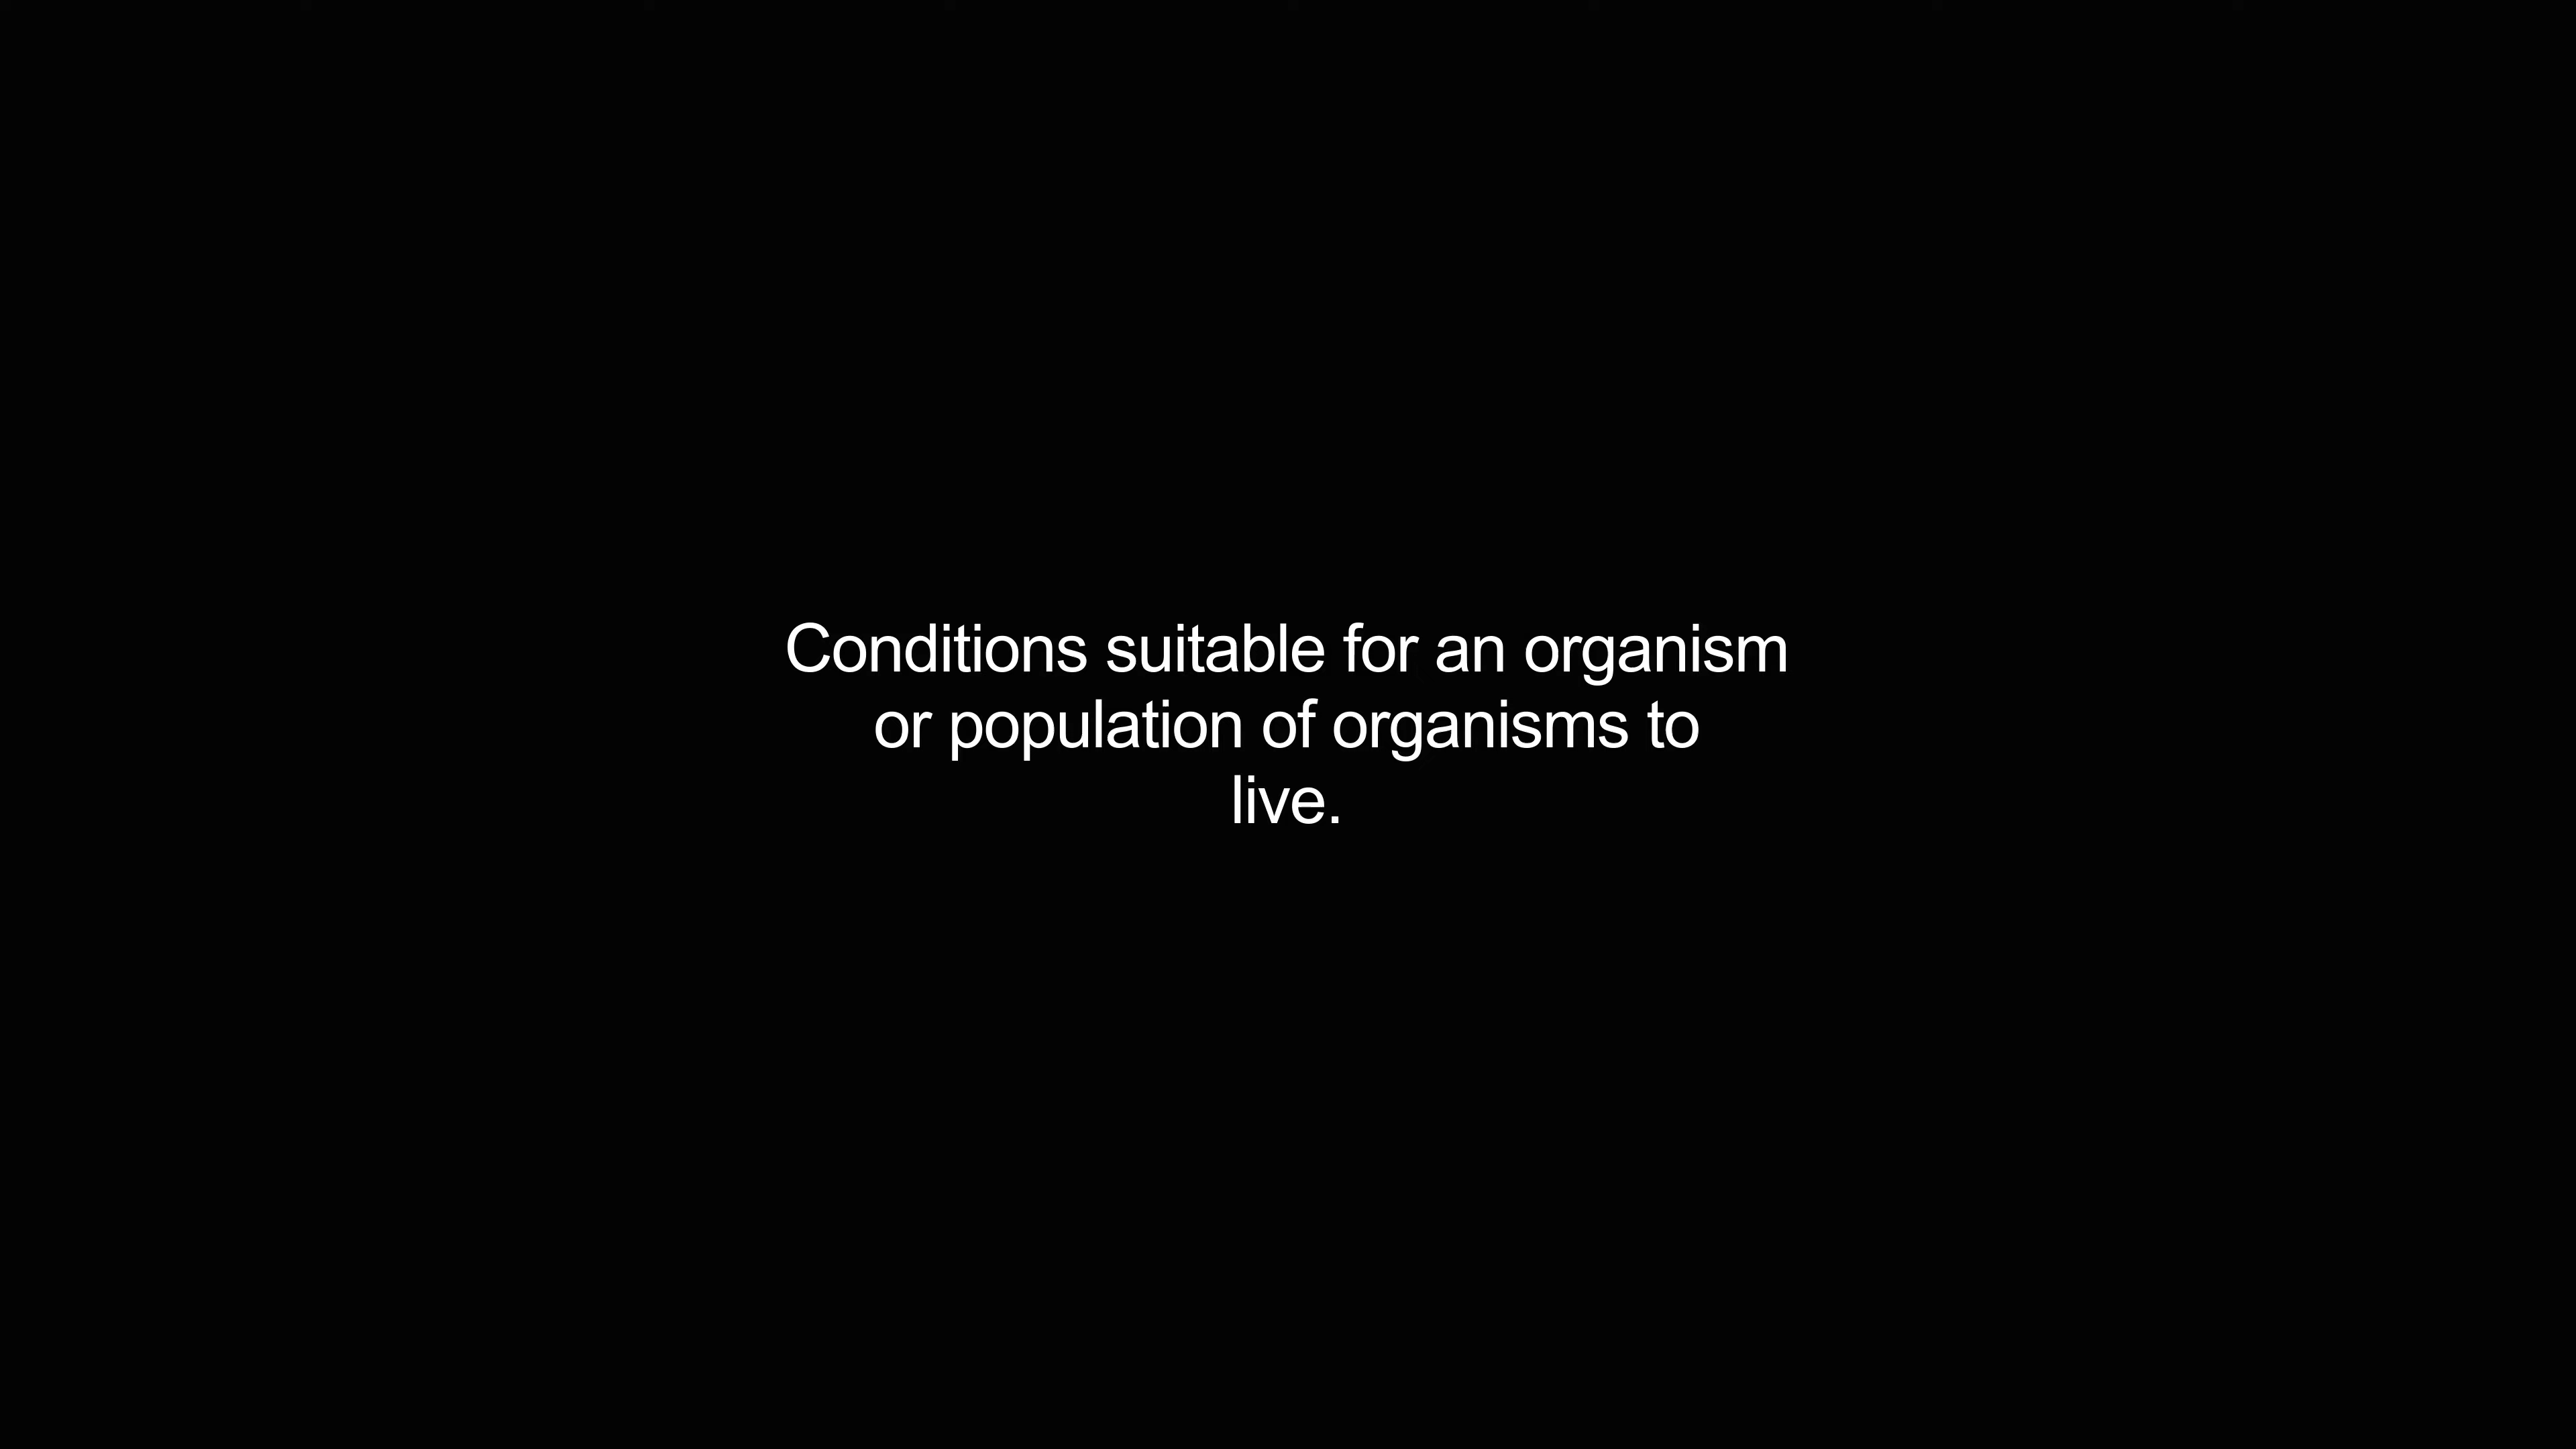 Conditions suitable for an organism
or population of organisms to
live.